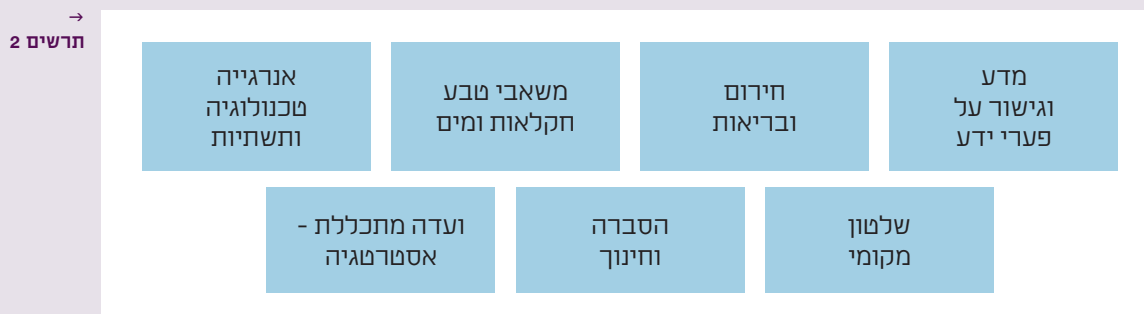 →
תרשים 2
מדע
וגישור על
פערי ידע
חירום
ובריאות
משאבי טבע
חקלאות ומים
אנרגייה
טכנולוגיה
ותשתיות
שלטון
מקומי
הסברה
וחינוך
ועדה מתכללת -
אסטרטגיה